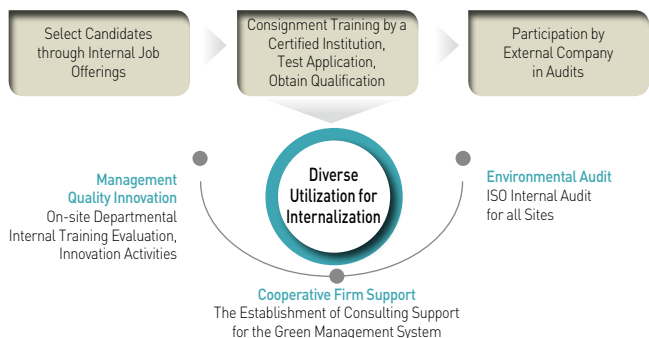 Select Candidates
through Internal Job
Offerings
Consignment Training by a
Certified Institution,
Test Application,
Obtain Qualification
Participation by
External Company
in Audits
Diverse
Utilization for
Internalization
Management
Quality Innovation
On-site Departmental
Internal Training Evaluation,
Innovation Activities
Environmental Audit
ISO Internal Audit
for all Sites
Cooperative Firm Support
The Establishment of Consulting Support
for the Green Management System